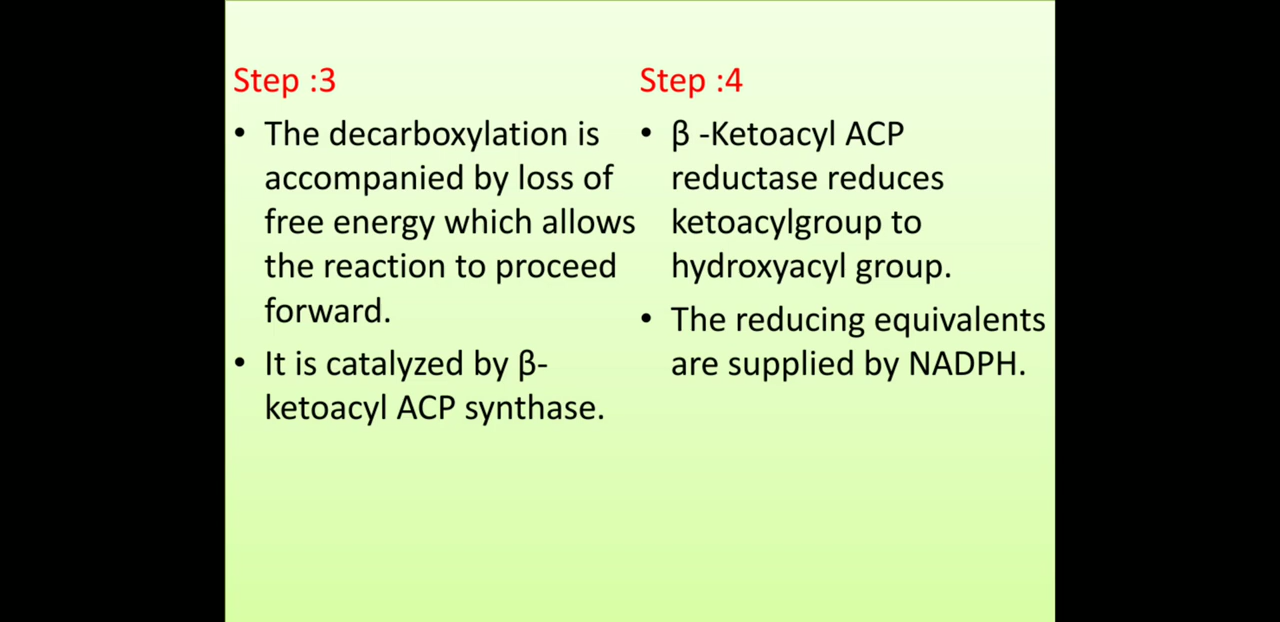 Step :3
• The decarboxylation is
accompanied by loss of
free energy which allows
the reaction to proceed
forward.
• It is catalyzed by β-
ketoacyl ACP synthase.
Step :4
• β -Ketoacyl ACP
reductase reduces
ketoacylgroup to
hydroxyacyl group.
• The reducing equivalents
are supplied by NADPH.